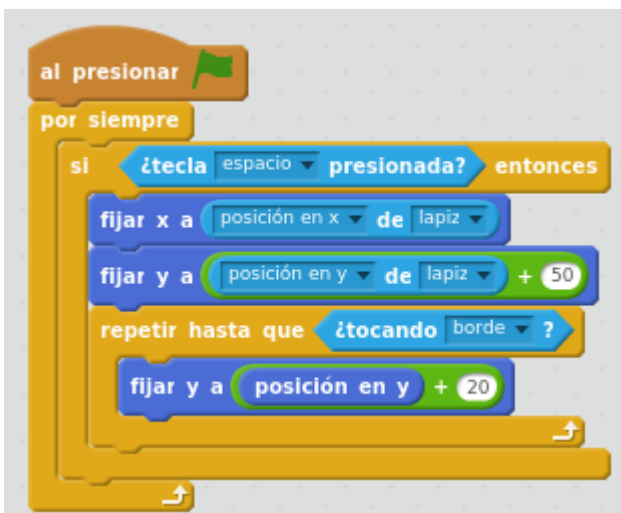 al presionar
por siempre
si ¿tecla espacio presionada? entonces
fijar x a posición en x de lapiz
fijar y a posición en y de lapiz + 50
repetir hasta que ¿tocando borde ?
fijar y a posición en y + 20